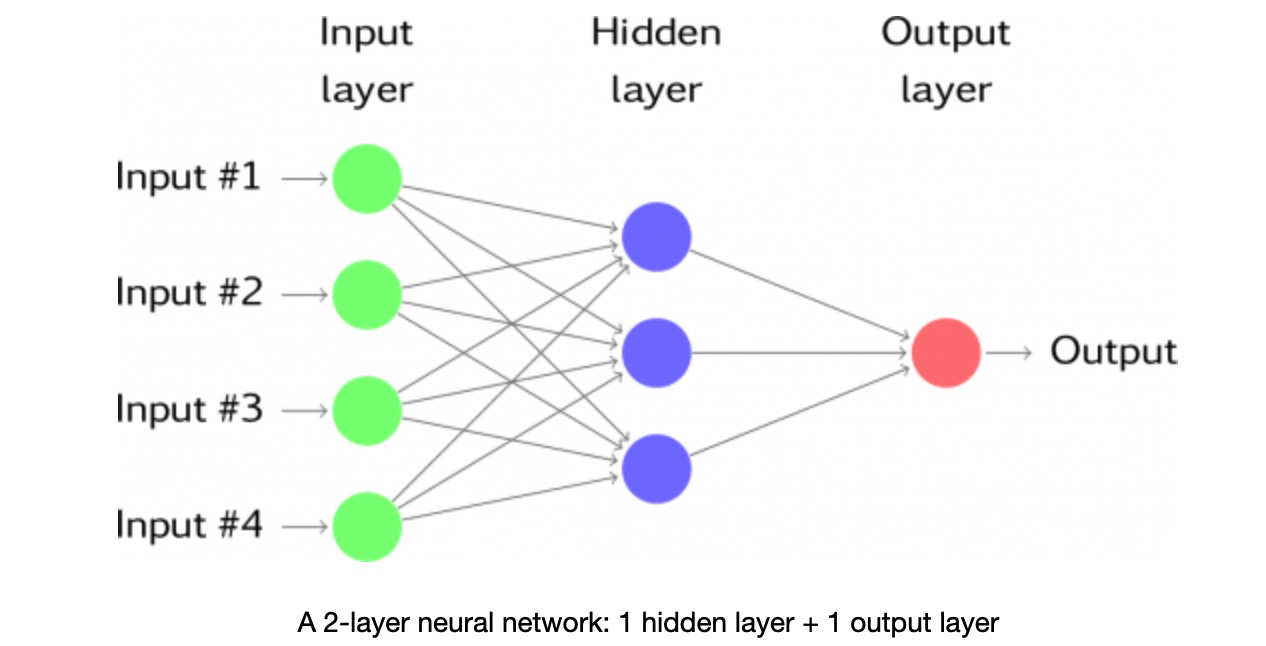 Input
layer
Hidden
layer
Output
layer
Input #1
Input #2
Input #3
Input #4
Output
A 2-layer neural network: 1 hidden layer + 1 output layer